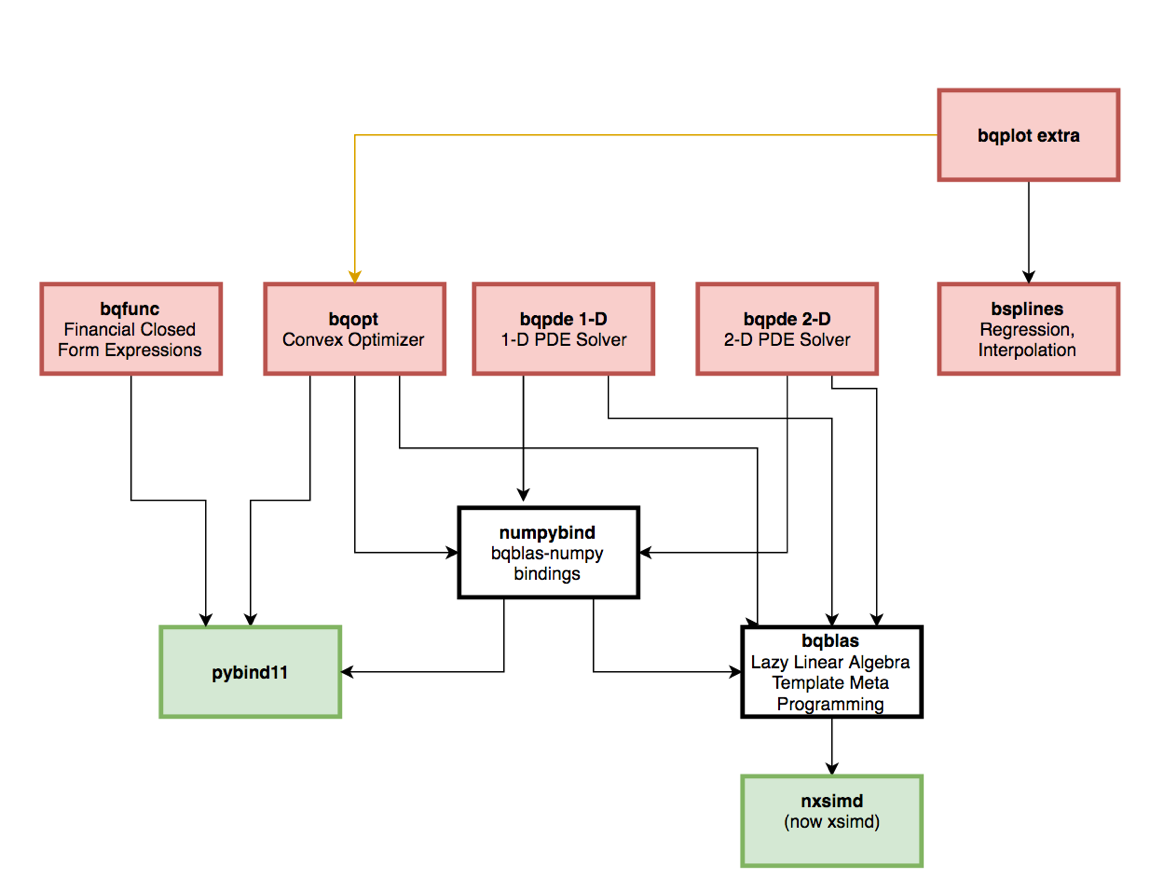 bqplot extra
bqfunc
Financial Closed
Form Expressions
bqopt
Convex Optimizer
bqpde 1-D
1-D PDE Solver
bqpde 2-D
2-D PDE Solver
bsplines
Regression,
Interpolation
numpybind
bqblas-numpy
bindings
pybind11
bqblas
Lazy Linear Algebra
Template Meta
Programming
nxsimd
(now xsimd)